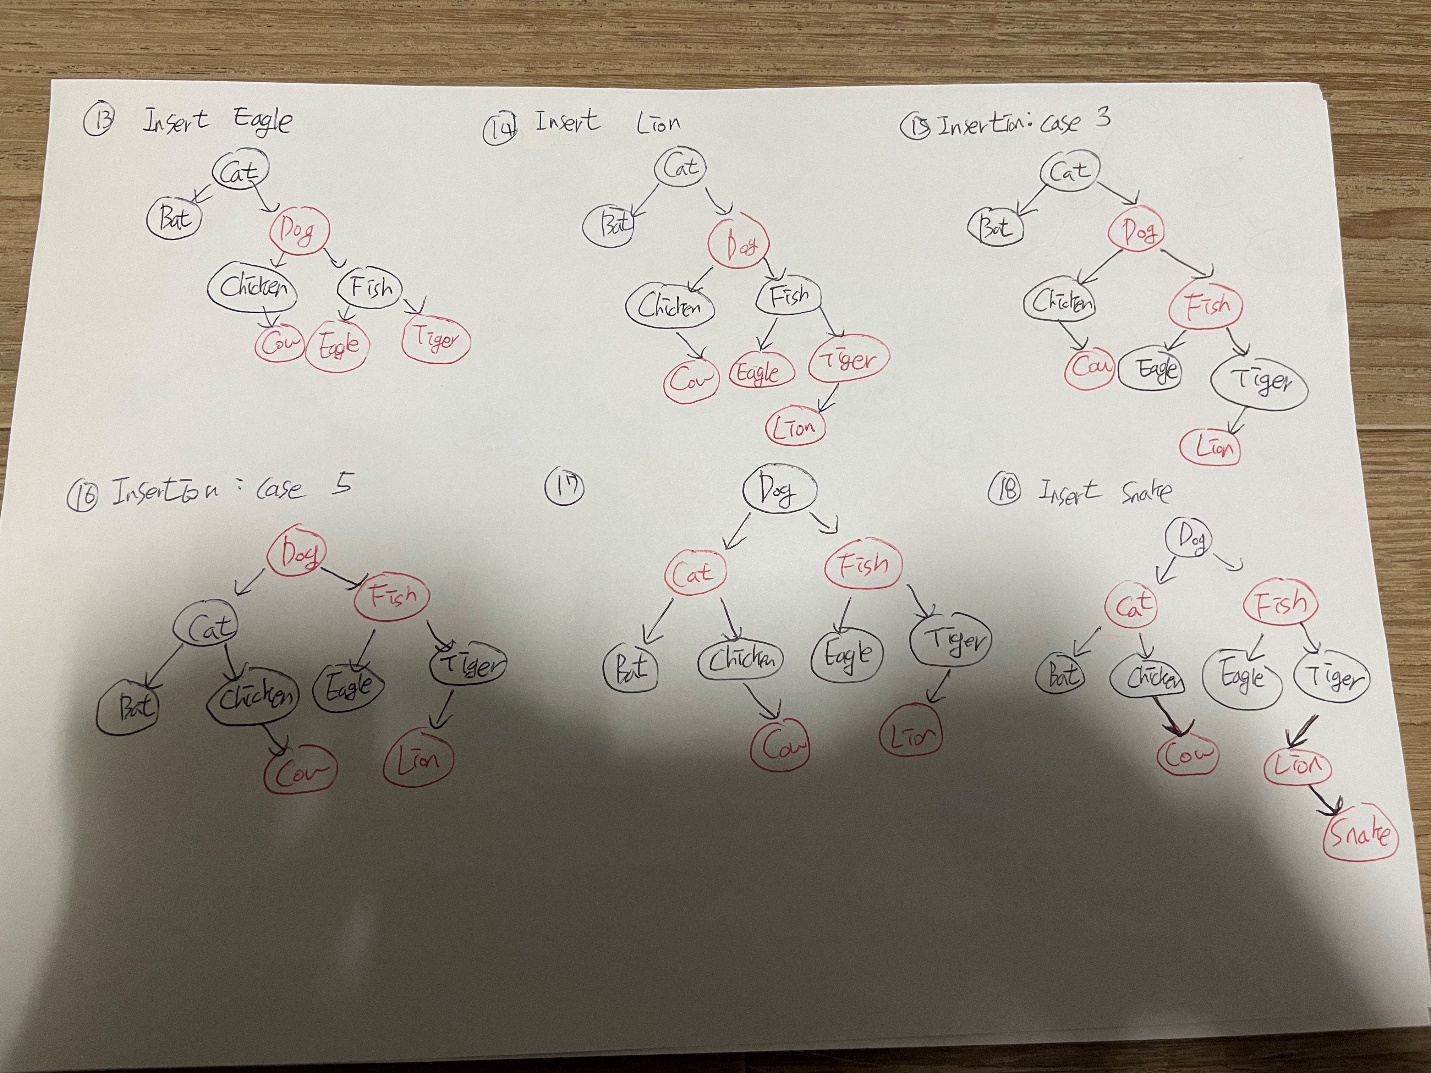 ⑬ Insert Eagle
Cat
Bat
Dog
Chicken
Fish
Cow
Eagle
Tiger
⑭ Insert Lion
Cat
Bat
Dog
Chicken
Fish
Cow
Eagle
Tiger
Lion
⑮ Insertion: case 3
Cat
Bat
Dog
Chicken
Fish
Cow
Eagle
Tiger
Lion
⑯ Insertion: case 5
Dog
Cat
Fish
Bat
Chicken
Eagle
Tiger
Cow
Lion
⑰
Dog
Cat
Fish
Bat
Chicken
Eagle
Tiger
Cow
Lion
⑱ Insert Snake
Dog
Cat
Fish
Bat
Chicken
Eagle
Tiger
Cow
Lion
Snake